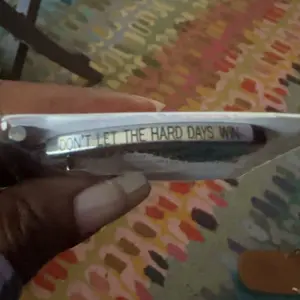 DON'T LET THE HARD DAYS WIN